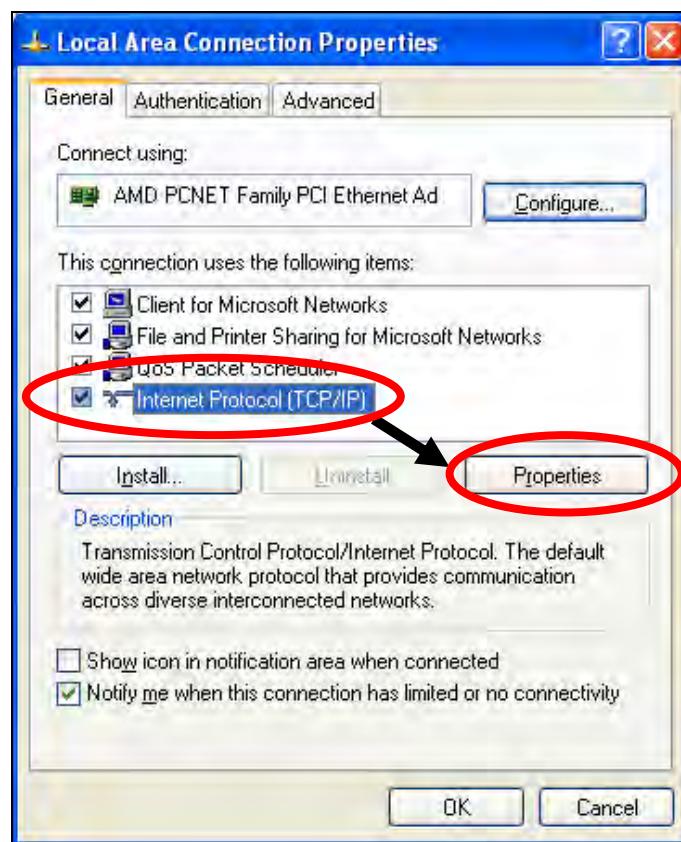 Local Area Connection Properties
General Authentication Advanced
Connect using:
AMD PCNET Family PCI Ethernet Ad
Configure...
This connection uses the following items:
Client for Microsoft Networks
File and Printer Sharing for Microsoft Networks
QoS Packet Scheduler
Internet Protocol (TCP/IP)
Install... Uninstall Properties
Description
Transmission Control Protocol/Internet Protocol. The default
wide area network protocol that provides communication
across diverse interconnected networks.
Show icon in notification area when connected
Notify me when this connection has limited or no connectivity
OK Cancel